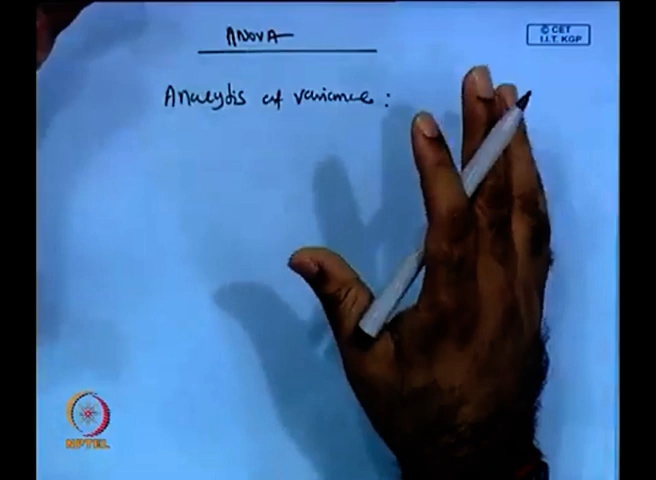 ANOVA
© CET
I.I.T. KGP
Analysis of variance :
NPTEL